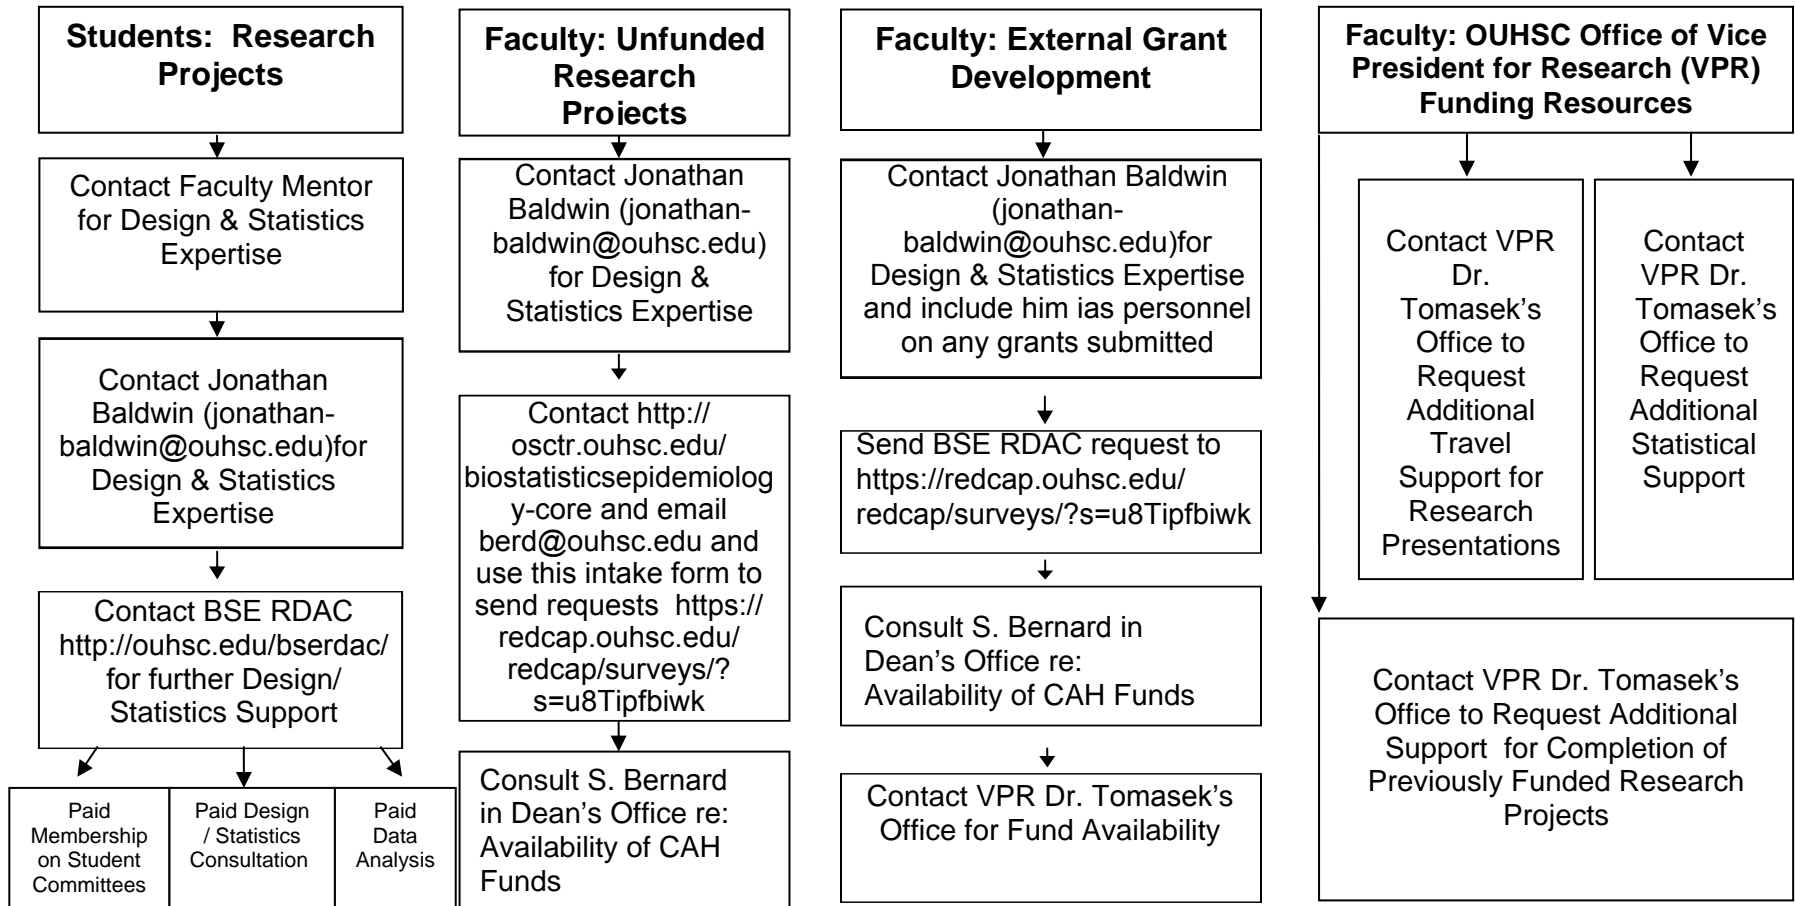 Students: Research
Projects
Contact Faculty Mentor
for Design & Statistics
Expertise
Contact Jonathan
Baldwin (jonathan-
baldwin@ouhsc.edu)for
Design & Statistics
Expertise
Contact BSE RDAC
http://ouhsc.edu/bserdac/
for further Design/
Statistics Support
Paid
Membership
on Student
Committees
Paid Design
/ Statistics
Consultation
Paid
Data
Analysis
Faculty: Unfunded
Research
Projects
Contact Jonathan
Baldwin (jonathan-
baldwin@ouhsc.edu)
for Design &
Statistics Expertise
Contact http://
osctr.ouhsc.edu/
biostatisticsepidemiolog
y-core and email
berd@ouhsc.edu and
use this intake form to
send requests https://
redcap.ouhsc.edu/
redcap/surveys/?
s=u8Tipfbiwk
Consult S. Bernard
in Dean's Office re:
Availability of CAH
Funds
Faculty: External Grant
Development
Contact Jonathan Baldwin
(jonathan-
baldwin@ouhsc.edu)for
Design & Statistics Expertise
and include him ias personnel
on any grants submitted
Send BSE RDAC request to
https://redcap.ouhsc.edu/
redcap/surveys/?s=u8Tipfbiwk
Consult S. Bernard in
Dean's Office re:
Availability of CAH Funds
Contact VPR Dr. Tomasek's
Office for Fund Availability
Faculty: OUHSC Office of Vice
President for Research (VPR)
Funding Resources
Contact VPR
Dr.
Tomasek's
Office to
Request
Additional
Travel
Support for
Research
Presentations
Contact
VPR Dr.
Tomasek's
Office to
Request
Additional
Statistical
Support
Contact VPR Dr. Tomasek's
Office to Request Additional
Support for Completion of
Previously Funded Research
Projects